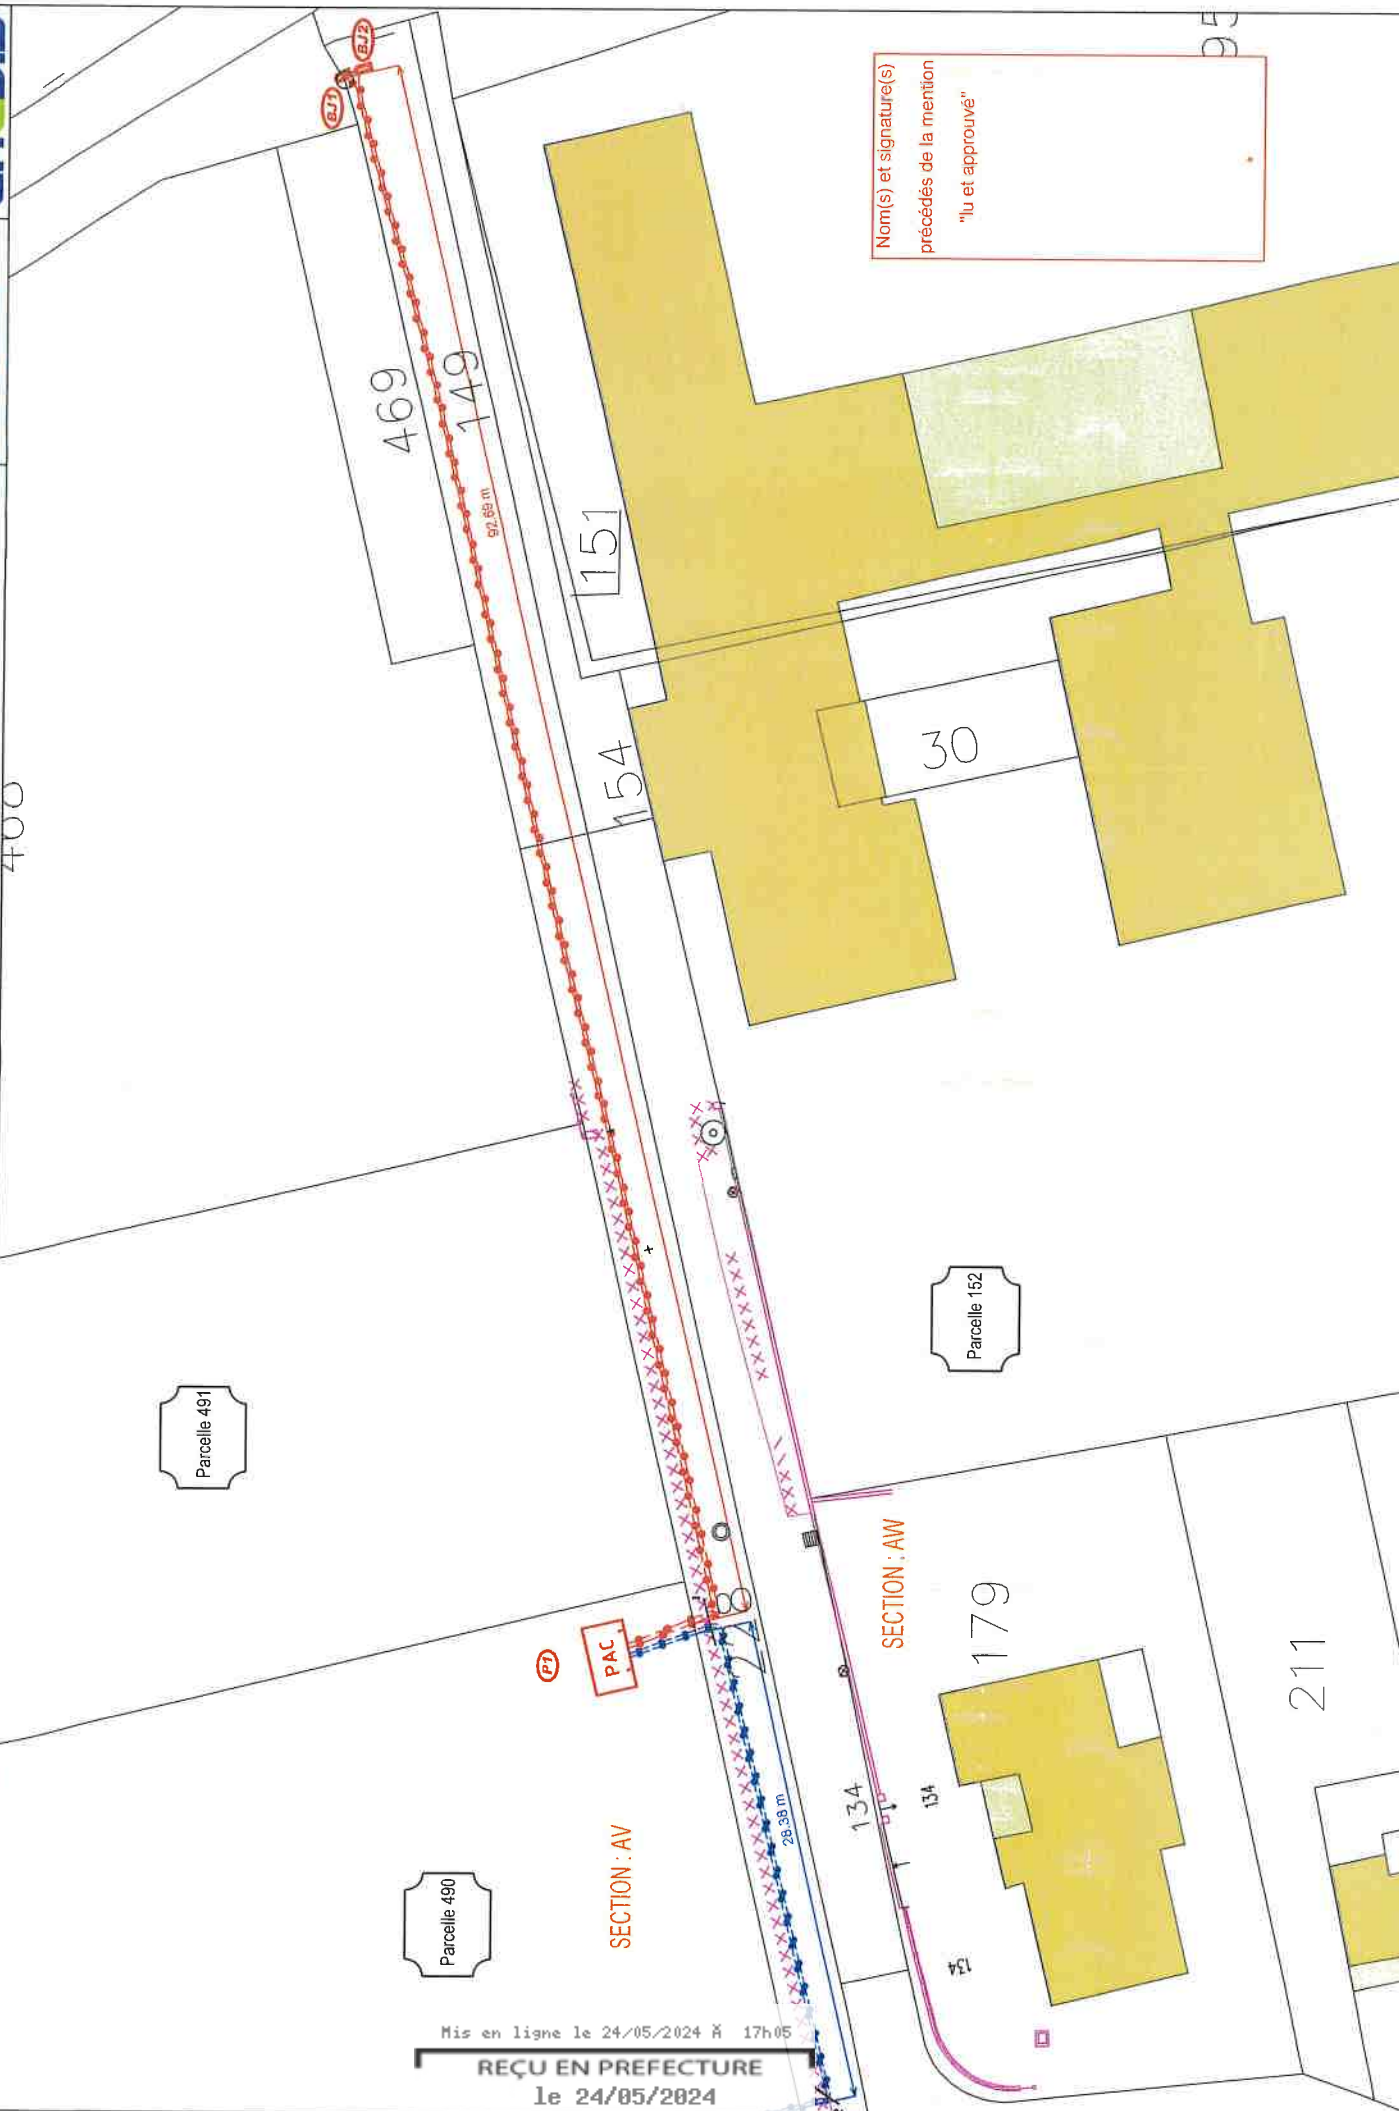 BJ2
BJ1
Nom(s) et signature(s)
précédés de la mention
"lu et approuvé"
469
149
92.69 m
151
154
30
Parcelle 491
Parcelle 152
P1
PAC
SECTION : AW
179
211
28.38 m
134
134
134
Parcelle 490
SECTION : AV
Mis en ligne le 24/05/2024 À 17h05
REÇU EN PREFECTURE
le 24/05/2024